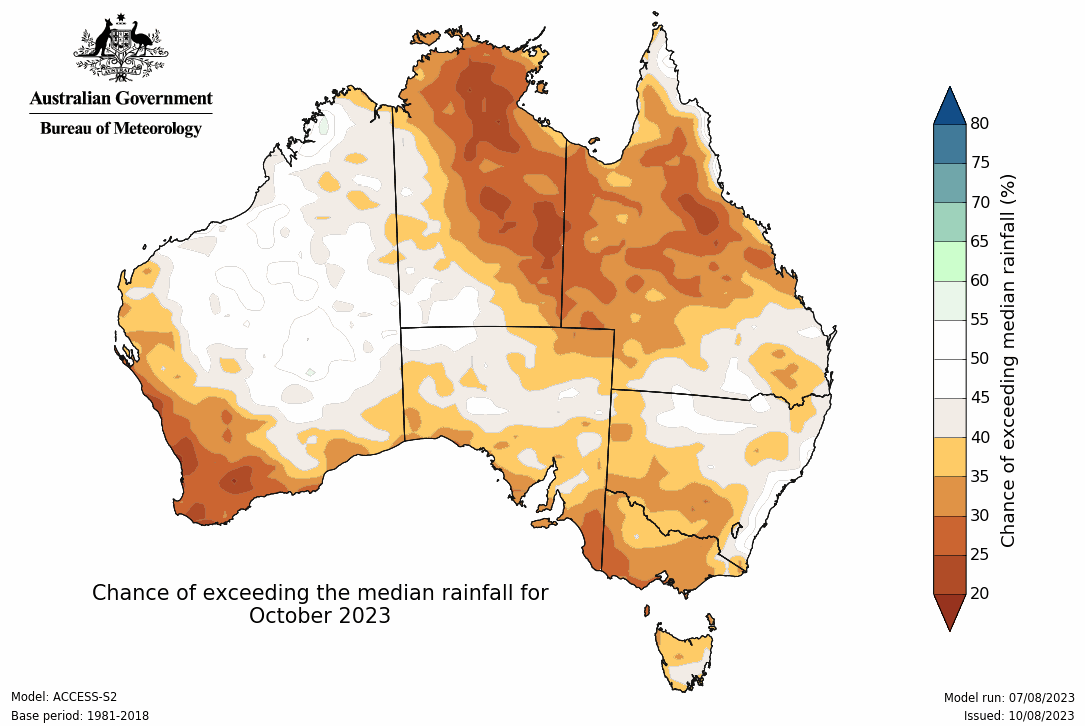 Australian Government
Bureau of Meteorology
80
75
70
65
60
55
50
45
40
35
30
25
20
Chance of exceeding median rainfall (%)
Chance of exceeding the median rainfall for
October 2023
Model: ACCESS-S2
Base period: 1981-2018
Model run: 07/08/2023
Issued: 10/08/2023